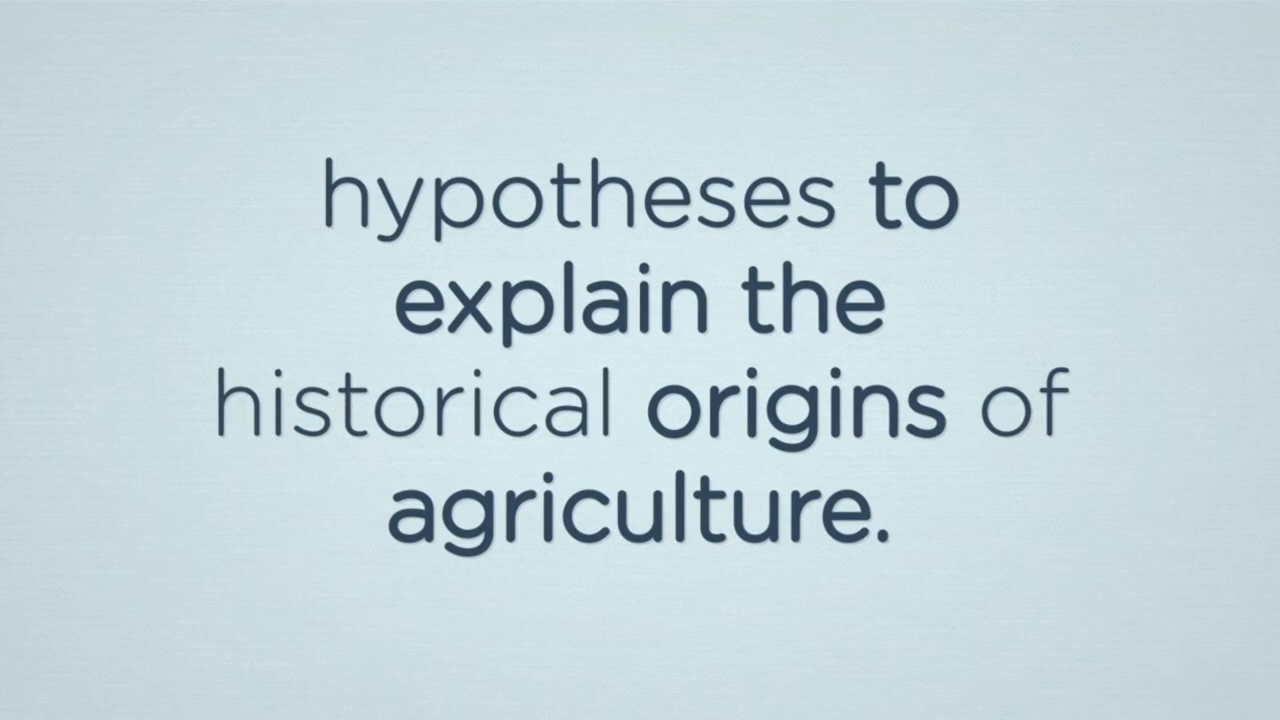 hypotheses to
explain the
historical origins of
agriculture.